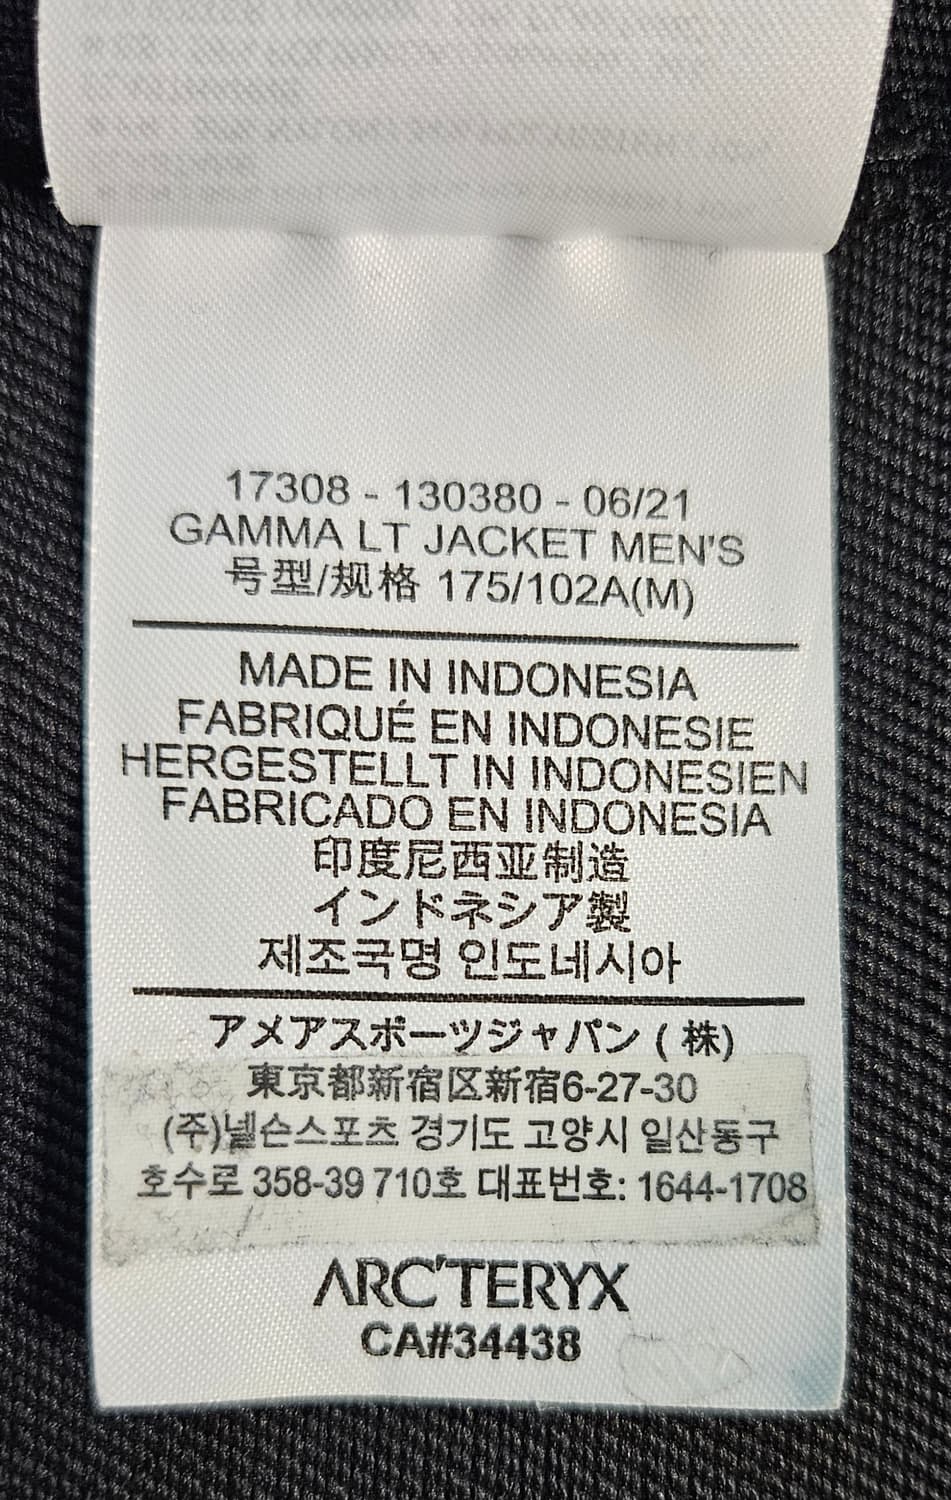 17308 - 130380 - 06/21
GAMMA LT JACKET MEN'S
号型/规格 175/102A(M)
MADE IN INDONESIA
FABRIQUÉ EN INDONESIE
HERGESTELLT IN INDONESIEN
FABRICADO EN INDONESIA
印度尼西亚制造
インドネシア製
제조국명 인도네시아
アメアスポーツジャパン ( 株)
東京都新宿区新宿6-27-30
(주)넬슨스포츠 경기도 고양시 일산동구
호수로 358-39 710호 대표번호: 1644-1708
ARC'TERYX
CA#34438